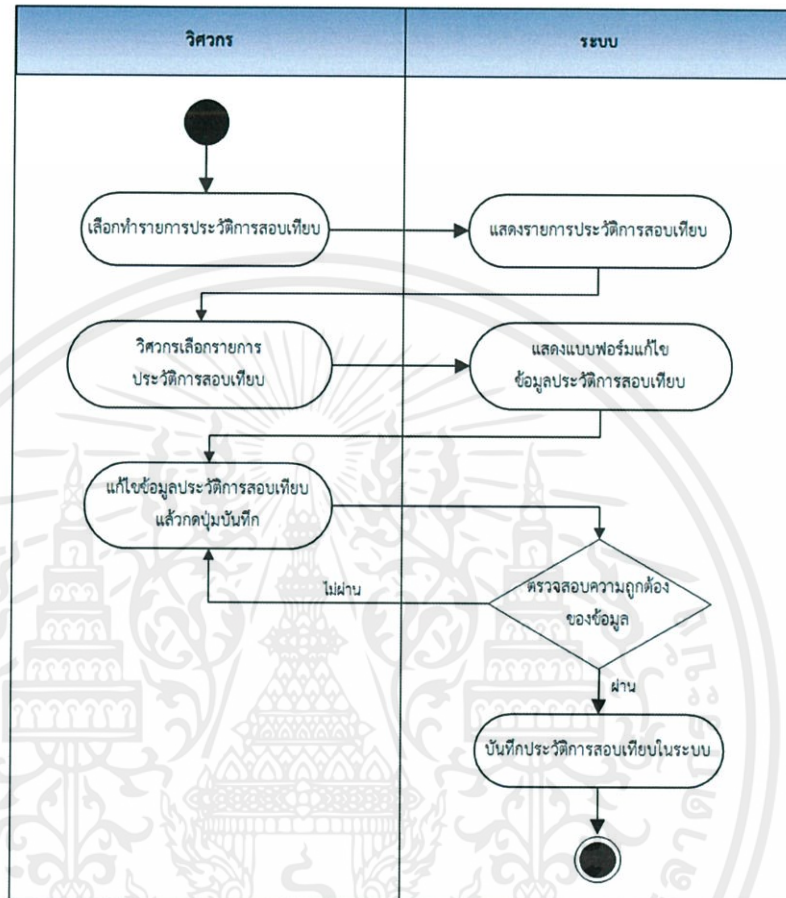 วิศวกร
ระบบ
เลือกทำรายการประวัติการสอบเทียบ
แสดงรายการประวัติการสอบเทียบ
วิศวกรเลือกรายการ
ประวัติการสอบเทียบ
แสดงแบบฟอร์มแก้ไข
ข้อมูลประวัติการสอบเทียบ
แก้ไขข้อมูลประวัติการสอบเทียบ
แล้วกดปุ่มบันทึก
ตรวจสอบความถูกต้อง
ของข้อมูล
ไม่ผ่าน
ผ่าน
บันทึกประวัติการสอบเทียบในระบบ